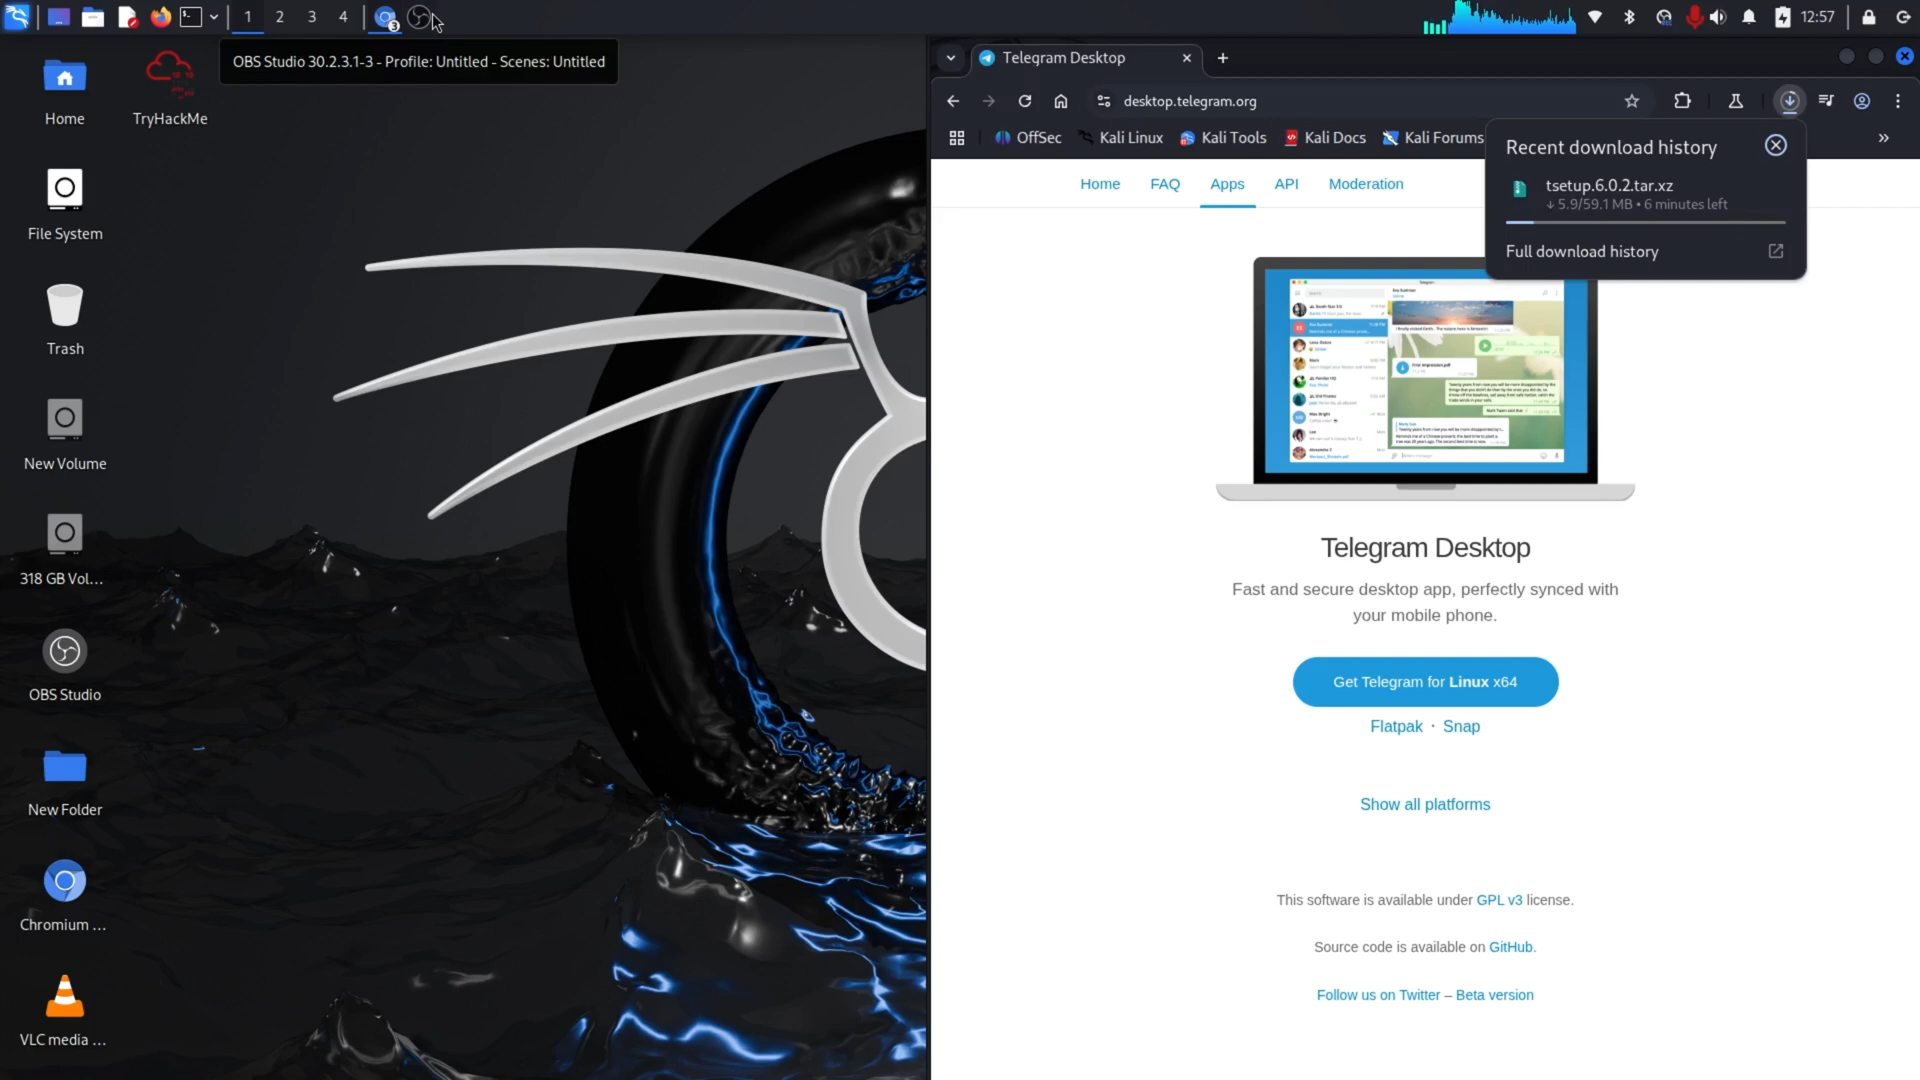 1 2 3 4
3
12:57
OBS Studio 30.2.3.1-3 - Profile: Untitled - Scenes: Untitled
Home
TryHackMe
File System
Trash
New Volume
318 GB Vol...
OBS Studio
New Folder
Chromium ...
VLC media ...
Telegram Desktop
desktop.telegram.org
OffSec Kali Linux Kali Tools Kali Docs Kali Forums
Recent download history
tsetup.6.0.2.tar.xz
↓ 5.9/59.1 MB • 6 minutes left
Full download history
Home FAQ Apps API Moderation
Telegram Desktop
Fast and secure desktop app, perfectly synced with
your mobile phone.
Get Telegram for Linux x64
Flatpak · Snap
Show all platforms
This software is available under GPL v3 license.
Source code is available on GitHub.
Follow us on Twitter – Beta version